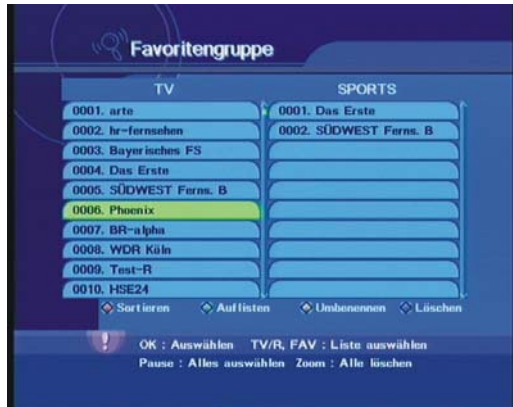 Favoritengruppe
TV SPORTS
0001. arte 0001. Das Erste
0002. hr-fernsehen 0002. SÜDWEST Ferns. B
0003. Bayerisches FS
0004. Das Erste
0005. SÜDWEST Ferns. B
0006. Phoenix
0007. BR-alpha
0008. WDR Köln
0009. Test-R
0010. HSE24
Sortieren Auflisten Umbenennen Löschen
OK : Auswählen TV/R, FAV : Liste auswählen
Pause : Alles auswählen Zoom : Alle löschen